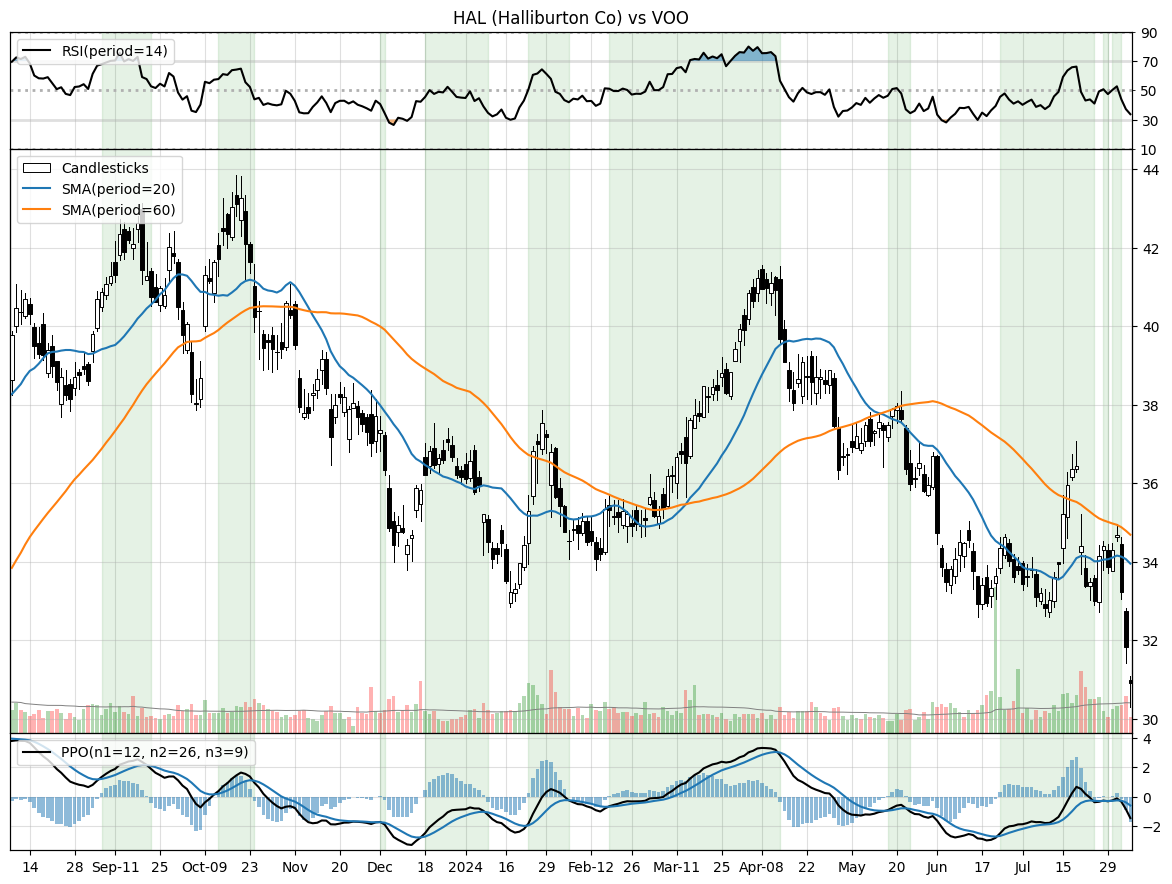 HAL (Halliburton Co) vs VOO
RSI(period=14)
90
70
50
30
10
Candlesticks
SMA(period=20)
SMA(period=60)
44
42
40
38
36
34
32
30
PPO(n1=12, n2=26, n3=9)
4
2
0
−2
14 28 Sep-11 25 Oct-09 23 Nov 20 Dec 18 2024 16 29 Feb-12 26 Mar-11 25 Apr-08 22 May 20 Jun 17 Jul 15 29